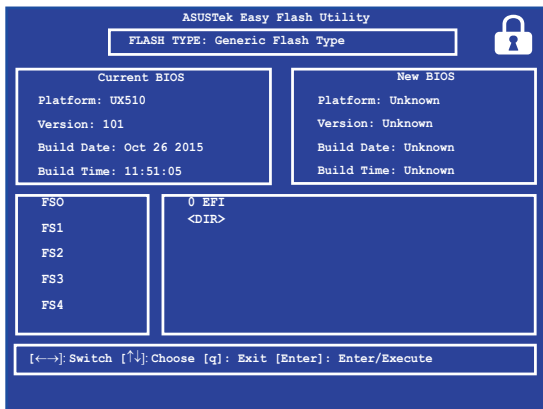 ASUSTek Easy Flash Utility
FLASH TYPE: Generic Flash Type
Current BIOS
Platform: UX510
Version: 101
Build Date: Oct 26 2015
Build Time: 11:51:05
New BIOS
Platform: Unknown
Version: Unknown
Build Date: Unknown
Build Time: Unknown
FSO
FS1
FS2
FS3
FS4
0 EFI
<DIR>
[←→]: Switch [↑↓]: Choose [q]: Exit [Enter]: Enter/Execute